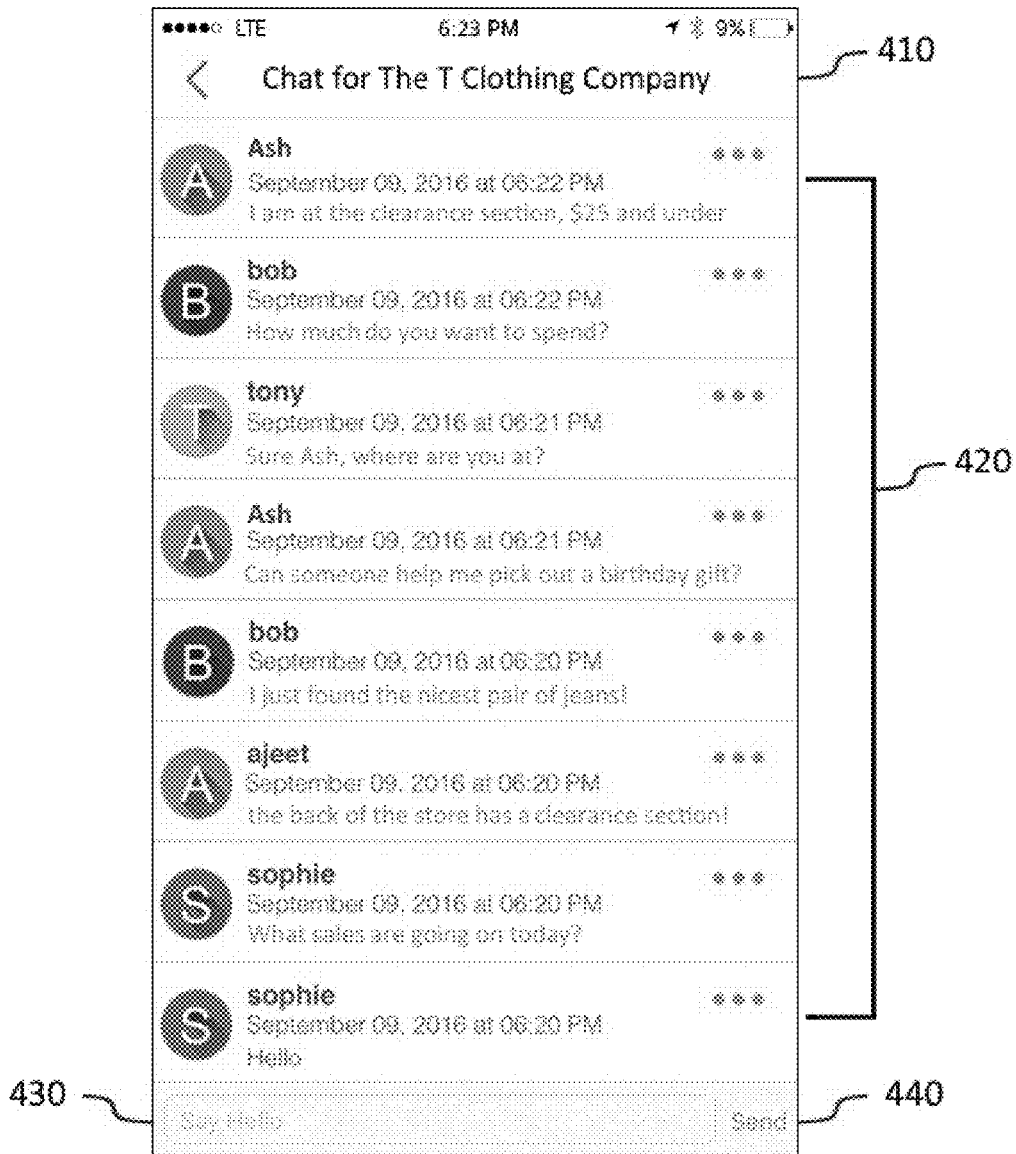 LTE 6:23 PM 9%
Chat for The T Clothing Company
410
A
Ash
September 09, 2016 at 06:22 PM
I am at the clearance section, $25 and under
B
bob
September 09, 2016 at 06:22 PM
How much do you want to spend?
T
tony
September 09, 2016 at 06:21 PM
Sure Ash, where are you at?
420
A
Ash
September 09, 2016 at 06:21 PM
Can someone help me pick out a birthday gift?
B
bob
September 09, 2016 at 06:20 PM
I just found the nicest pair of jeans!
A
ajeet
September 09, 2016 at 06:20 PM
the back of the store has a clearance section!
S
sophie
September 09, 2016 at 06:20 PM
What sales are going on today?
S
sophie
September 09, 2016 at 06:20 PM
Hello
430
Say Hello
Send
440